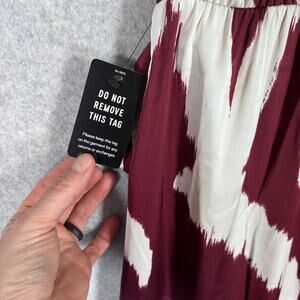 DO NOT
REMOVE
THIS TAG
Please keep this tag
on the garment for any
returns or exchanges